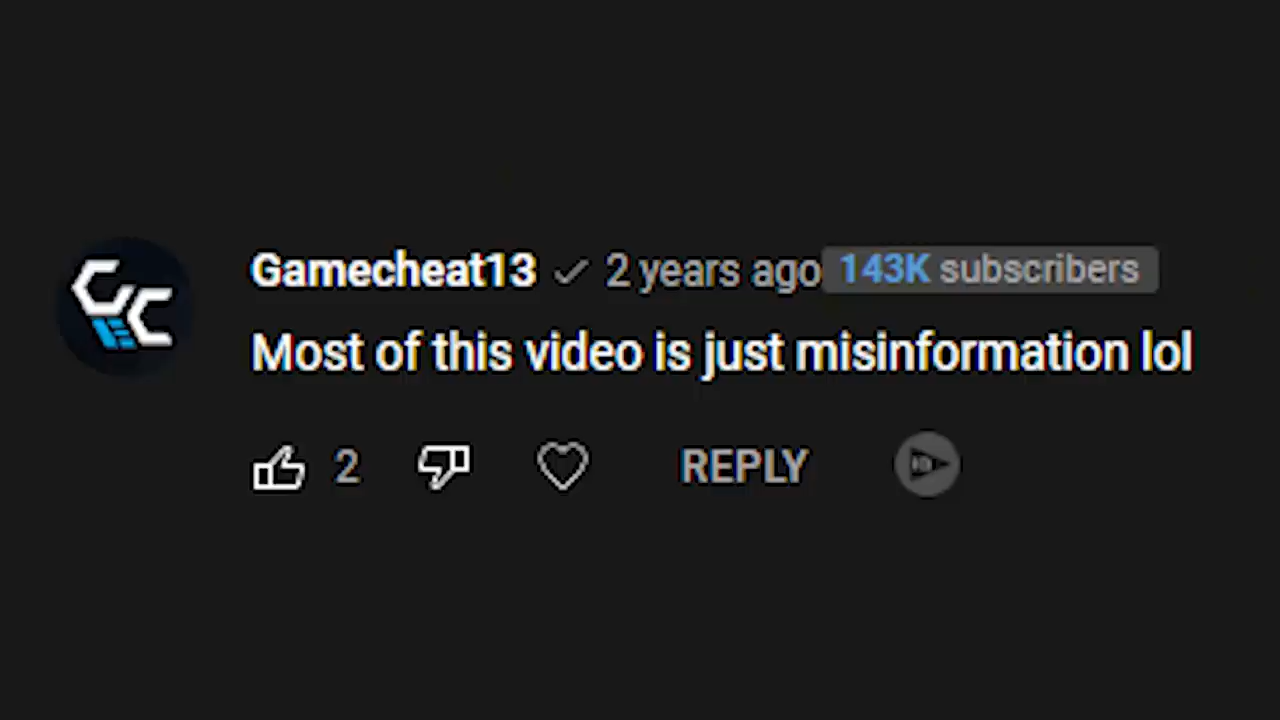 Gamecheat13 2 years ago 143K subscribers
Most of this video is just misinformation lol
2 REPLY